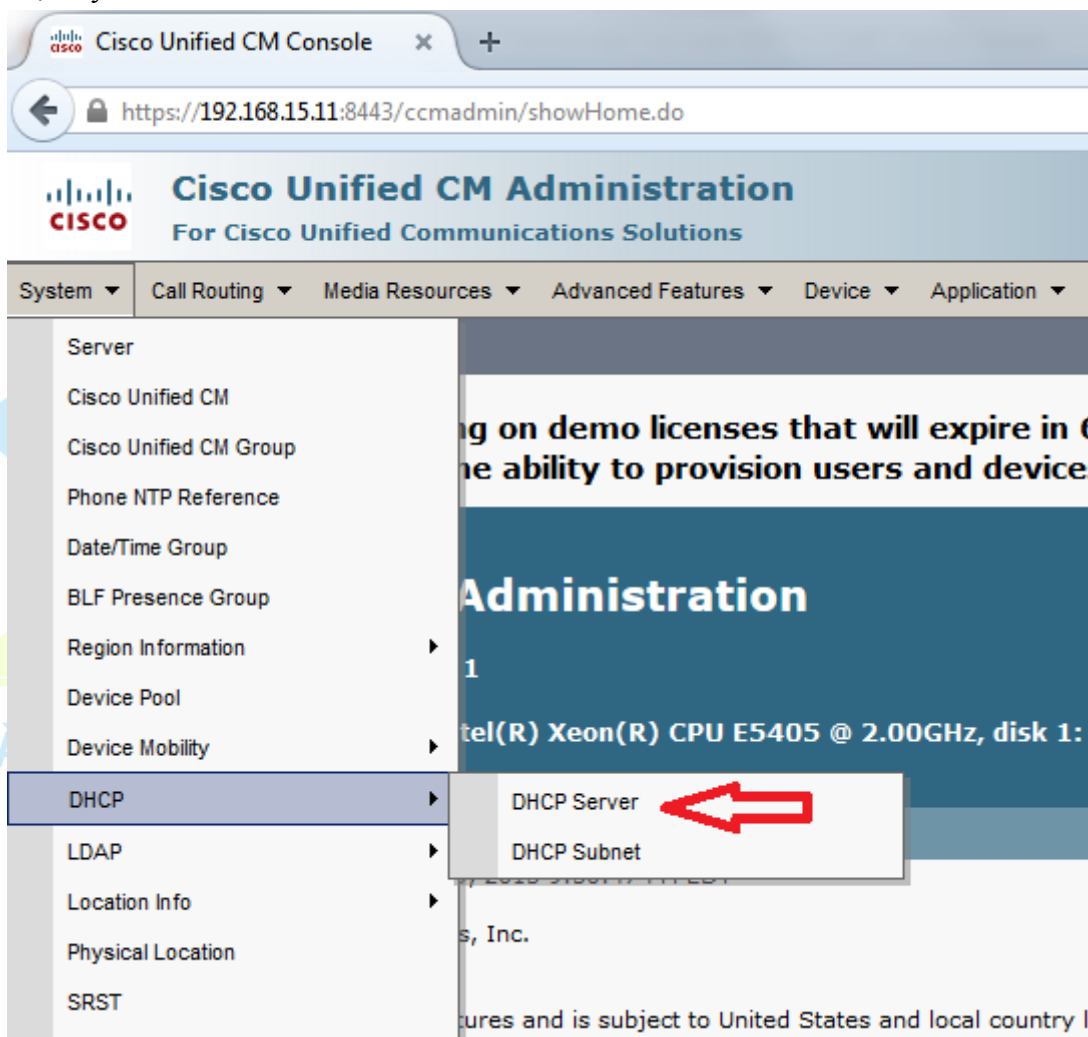 Cisco Unified CM Console
https://192.168.15.11:8443/ccmadmin/showHome.do
CISCO
Cisco Unified CM Administration
For Cisco Unified Communications Solutions
System Call Routing Media Resources Advanced Features Device Application
Server
Cisco Unified CM
on demo licenses that will expire in
Cisco Unified CM Group
ability to provision users and device
Phone NTP Reference
Date/Time Group
BLF Presence Group
Administration
Region Information
1
Device Pool
Device Mobility
tel(R) Xeon(R) CPU E5405 @ 2.00GHz, disk 1:
DHCP
DHCP Server
LDAP
DHCP Subnet
Location Info
s, Inc.
Physical Location
SRST
tures and is subject to United States and local country l